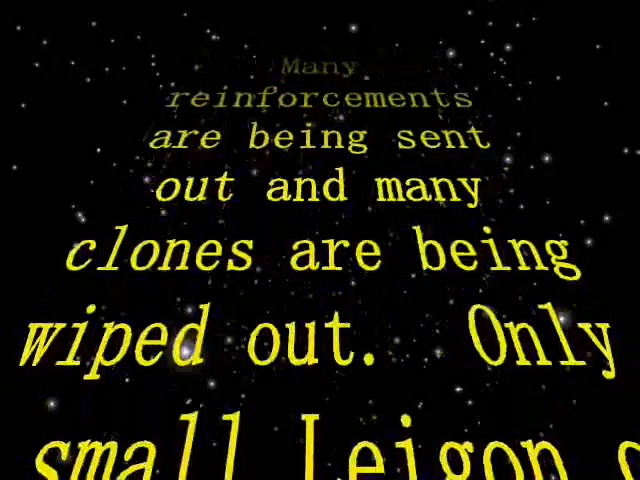 Many
reinforcements
are being sent
out and many
clones are being
wiped out. Only
small Leigon